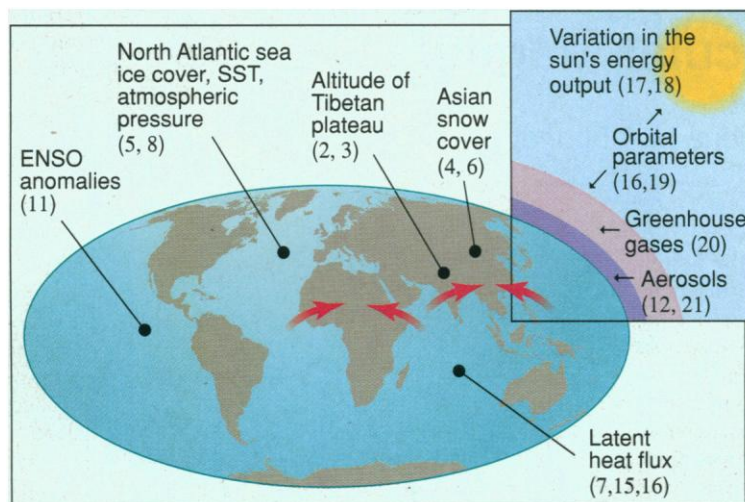 North Atlantic sea
ice cover, SST,
atmospheric
pressure
(5, 8)
Altitude of
Tibetan
plateau
(2, 3)
Asian
snow
cover
(4, 6)
ENSO
anomalies
(11)
Variation in the
sun's energy
output (17,18)
Orbital
parameters
(16,19)
Greenhouse
gases (20)
Aerosols
(12, 21)
Latent
heat flux
(7,15,16)